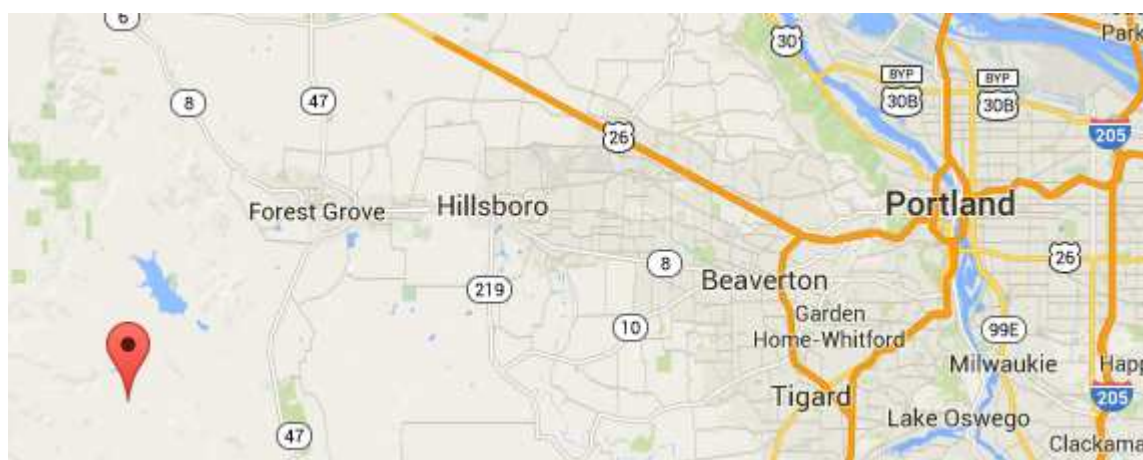 6
30
Park
8
47
BYP
30B
BYP
30B
26
205
Forest Grove
Hillsboro
Portland
8
26
219
Beaverton
10
Garden
Home-Whitford
99E
Milwaukie
Happ
Tigard
205
Lake Oswego
47
Clackama